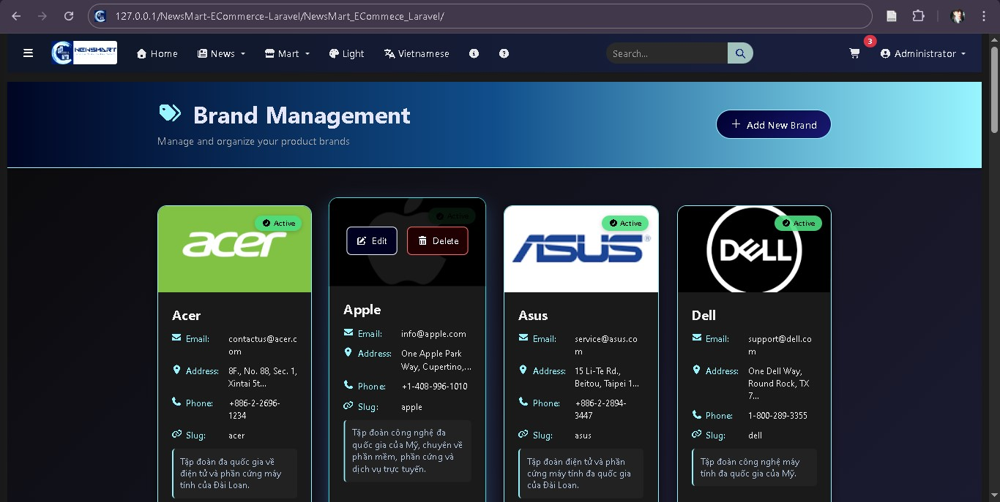 127.0.0.1/NewsMart-ECommerce-Laravel/NewsMart_ECommece_Laravel/
NEWSMART
Home
News
Mart
Light
Vietnamese
Search...
3
Administrator
Brand Management
Manage and organize your product brands
Add New Brand
acer
Active
Acer
Email: contactus@acer.c
om
Address: 8F., No. 88, Sec. 1,
Xintai 5t...
Phone: +886-2-2696-
1234
Slug: acer
Tập đoàn đa quốc gia về
điện tử và phần cứng máy
tính của Đài Loan.
Active
Edit
Delete
Apple
Email: info@apple.com
Address: One Apple Park
Way, Cupertino,...
Phone: +1-408-996-1010
Slug: apple
Tập đoàn công nghệ đa
quốc gia của Mỹ, chuyên về
phần mềm, phần cứng và
dịch vụ trực tuyến.
ASUS®
Active
Asus
Email: service@asus.co
m
Address: 15 Li-Te Rd.,
Beitou, Taipei 1...
Phone: +886-2-2894-
3447
Slug: asus
Tập đoàn điện tử và phần
cứng máy tính đa quốc gia
của Đài Loan.
DELL
Active
Dell
Email: support@dell.co
m
Address: One Dell Way,
Round Rock, TX
7...
Phone: 1-800-289-3355
Slug: dell
Tập đoàn công nghệ máy
tính đa quốc gia của Mỹ.